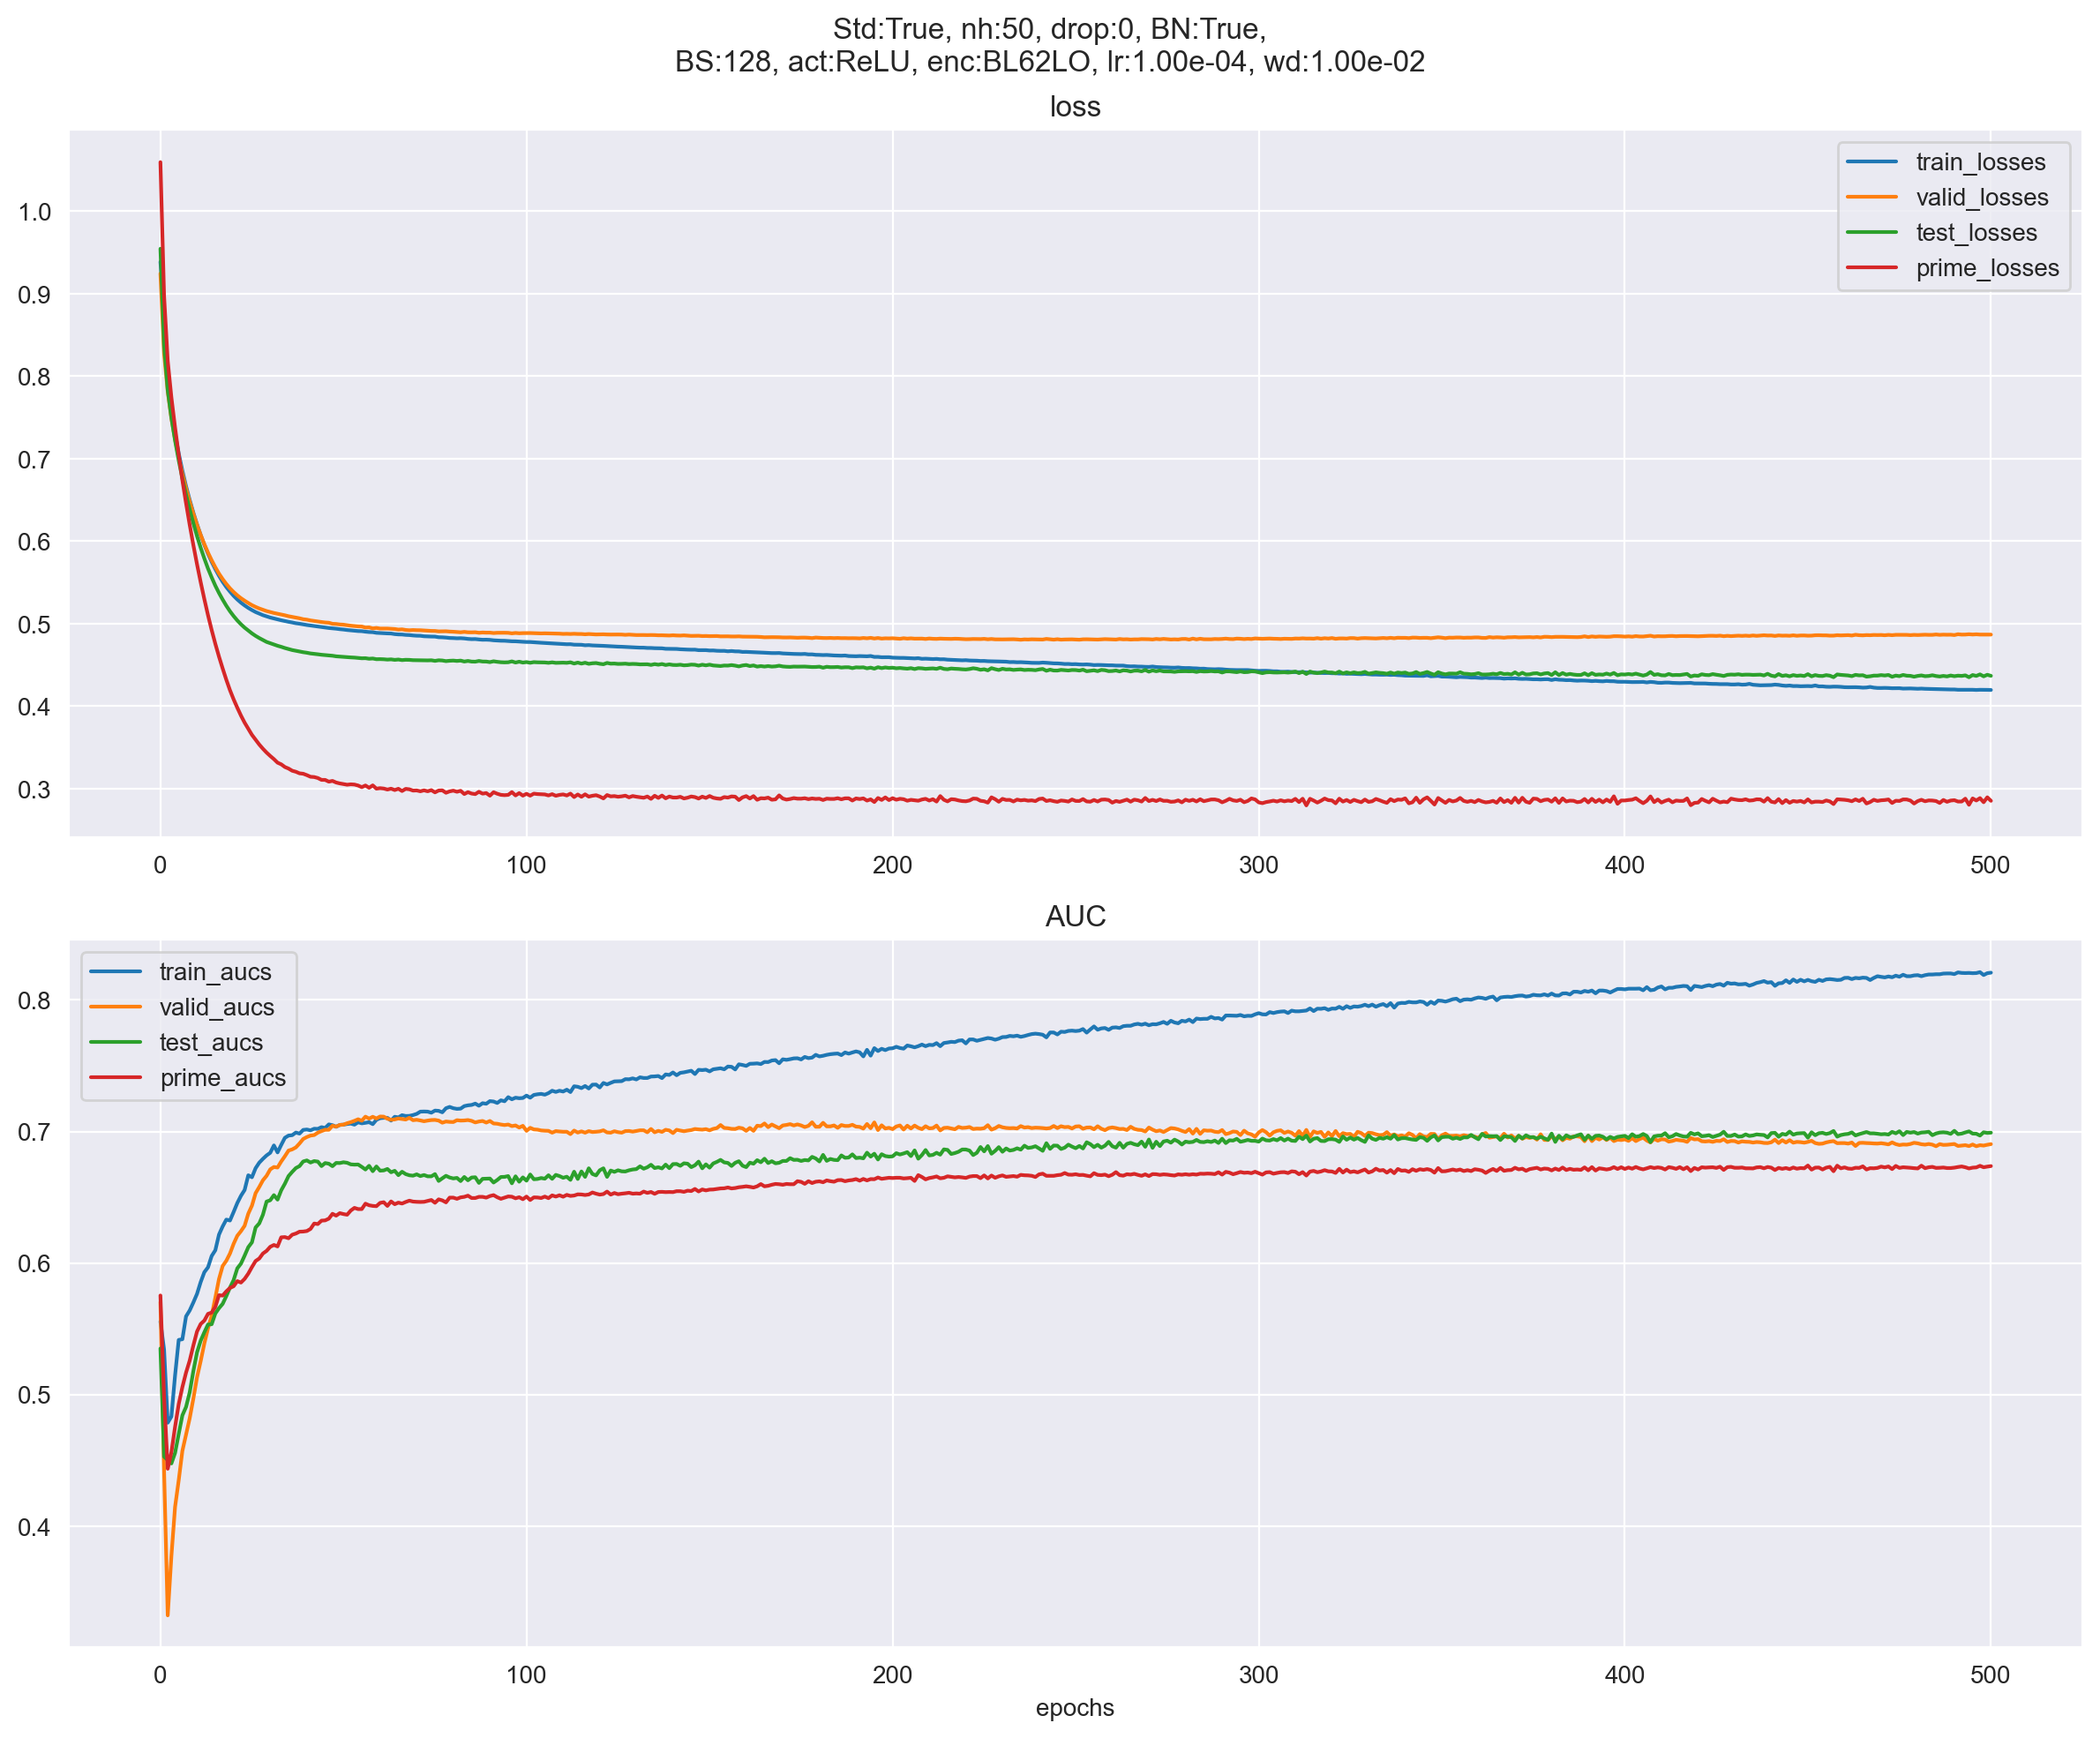 Std:True, nh:50, drop:0, BN:True,
BS:128, act:ReLU, enc:BL62LO, lr:1.00e-04, wd:1.00e-02
loss
1.0
0.9
0.8
0.7
0.6
0.5
0.4
0.3
train_losses
valid_losses
test_losses
prime_losses
0 100 200 300 400 500
AUC
0.8
0.7
0.6
0.5
0.4
train_aucs
valid_aucs
test_aucs
prime_aucs
0 100 200 300 400 500
epochs